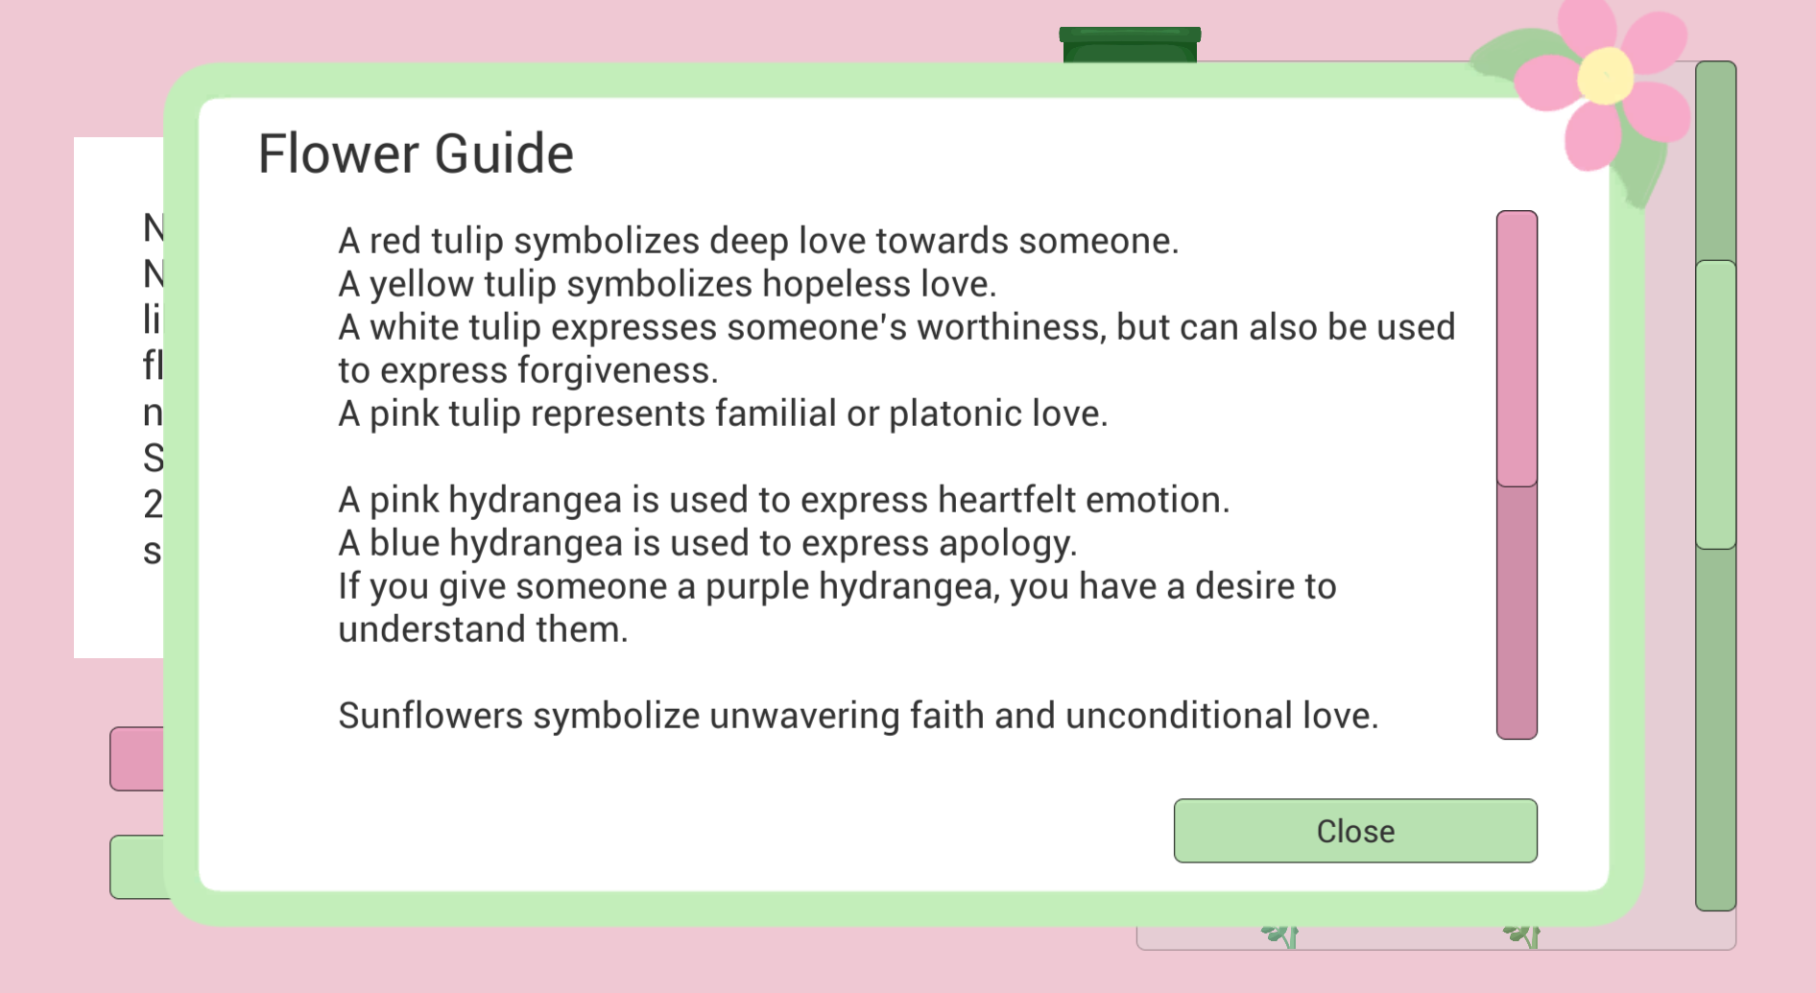 Flower Guide
A red tulip symbolizes deep love towards someone.
A yellow tulip symbolizes hopeless love.
A white tulip expresses someone's worthiness, but can also be used
to express forgiveness.
A pink tulip represents familial or platonic love.
A pink hydrangea is used to express heartfelt emotion.
A blue hydrangea is used to express apology.
If you give someone a purple hydrangea, you have a desire to
understand them.
Sunflowers symbolize unwavering faith and unconditional love.
Close